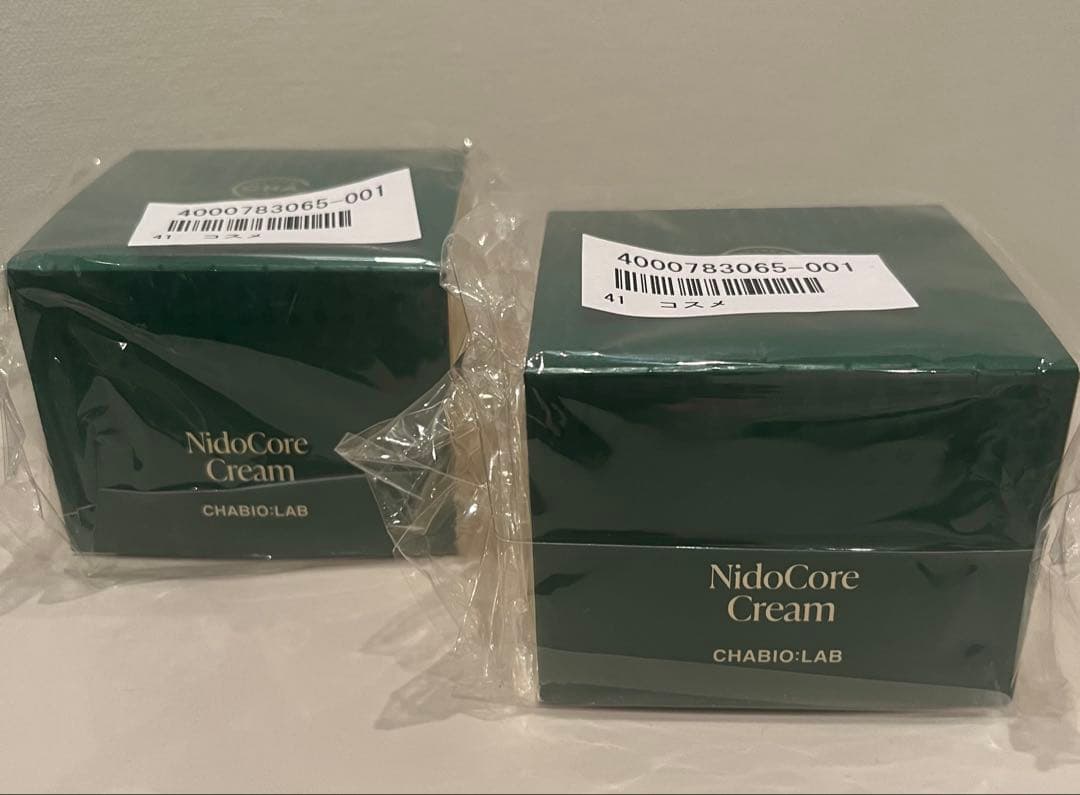 CHA
4000783065-001
41 コスメ
NidoCore
Cream
CHABIO:LAB
4000783065-001
41 コスメ
NidoCore
Cream
CHABIO:LAB